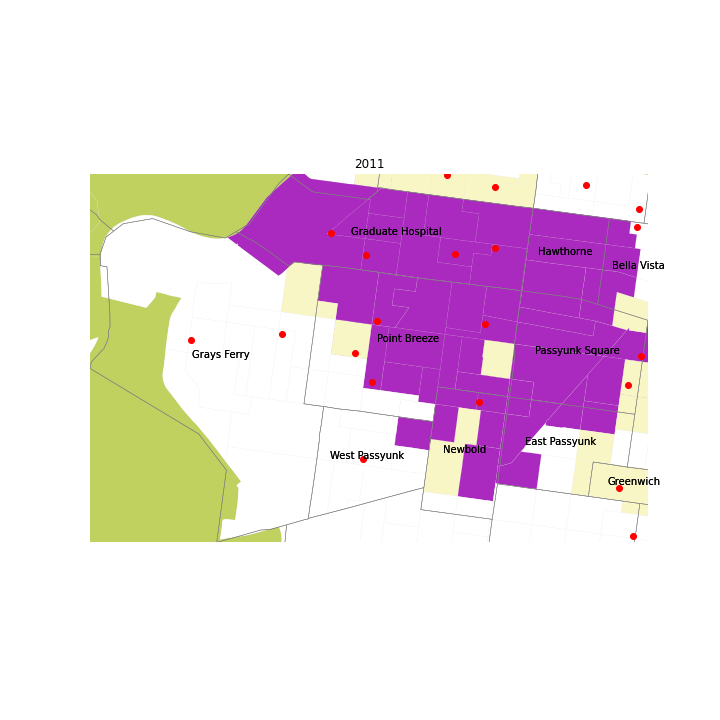 2011
Graduate Hospital
Hawthorne
Bella Vista
Point Breeze
Passyunk Square
Grays Ferry
East Passyunk
Newbold
West Passyunk
Greenwich